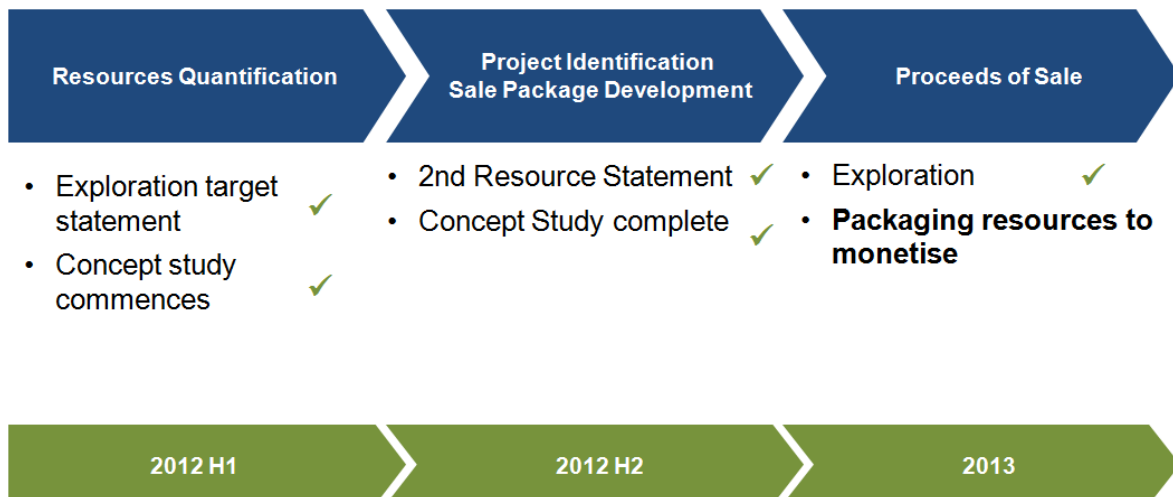 Resources Quantification
Project Identification
Sale Package Development
Proceeds of Sale
• Exploration target
statement ✓
• Concept study
commences ✓
• 2nd Resource Statement ✓
• Concept Study complete ✓
• Exploration ✓
• Packaging resources to
monetise
2012 H1
2012 H2
2013